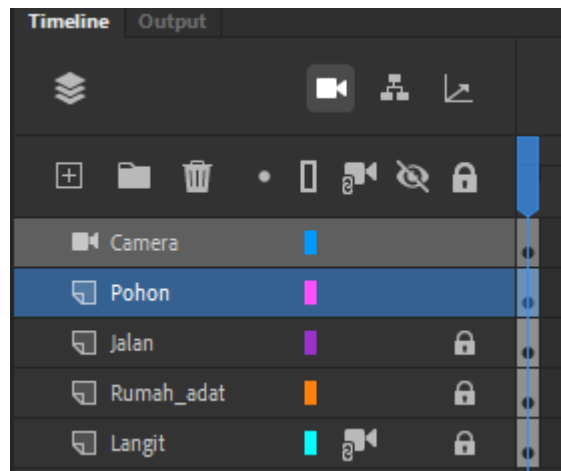 Timeline Output
Camera
Pohon
Jalan
Rumah_adat
Langit